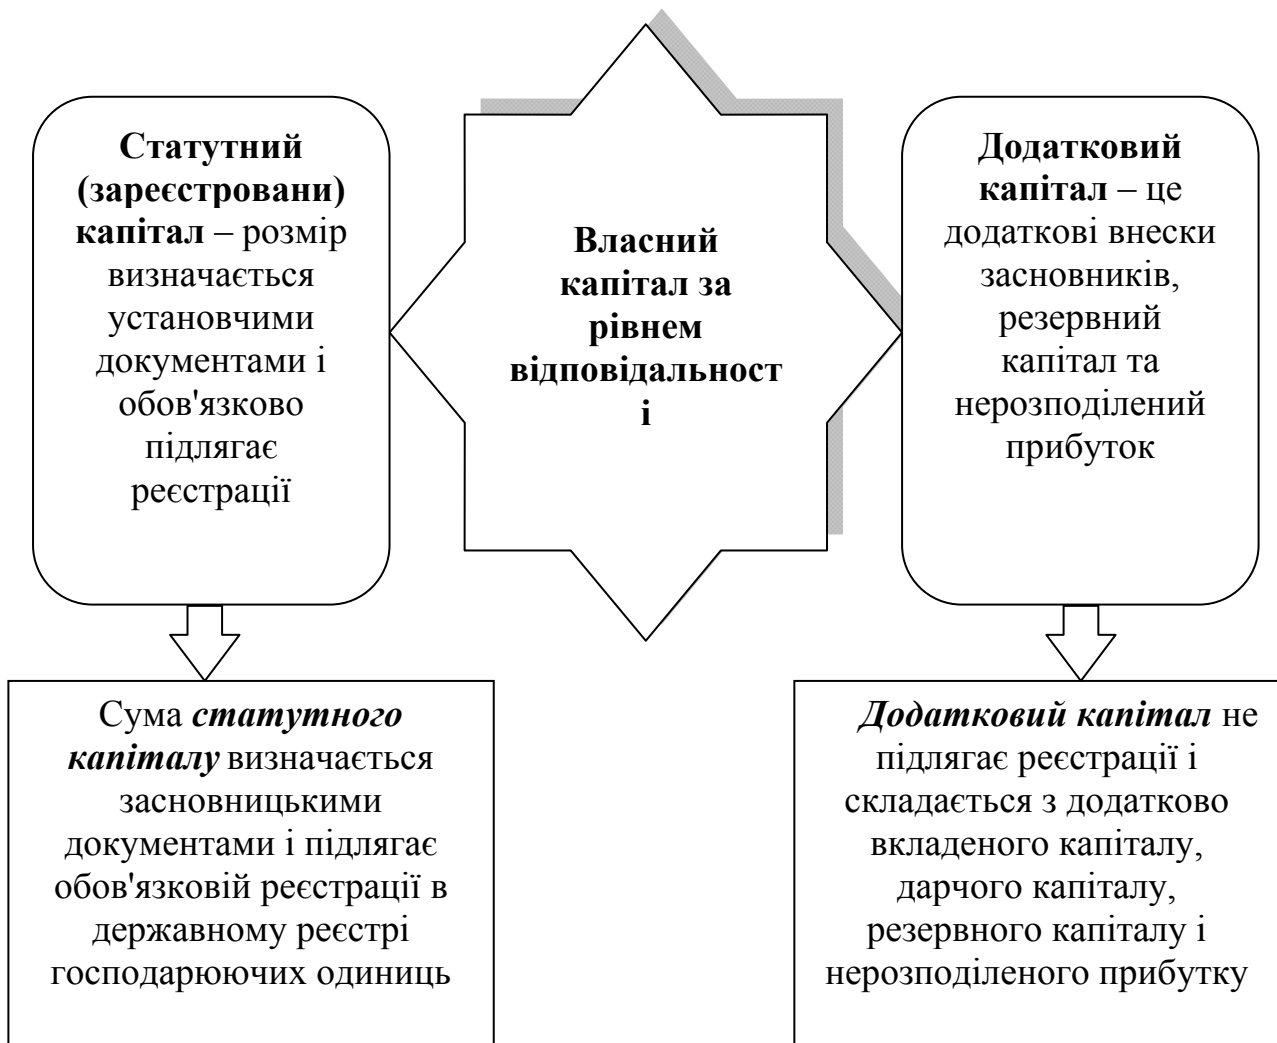 Статутний
(зареєстровани)
капітал – розмір
визначається
установчими
документами і
обов'язково
підлягає
реєстрації
Власний
капітал за
рівнем
відповідальност
і
Додатковий
капітал – це
додаткові внески
засновників,
резервний
капітал та
нерозподілений
прибуток
Сума статутного
капіталу визначається
засновницькими
документами і підлягає
обов'язковій реєстрації в
державному реєстрі
господарюючих одиниць
Додатковий капітал не
підлягає реєстрації і
складається з додатково
вкладеного капіталу,
дарчого капіталу,
резервного капіталу і
нерозподіленого прибутку